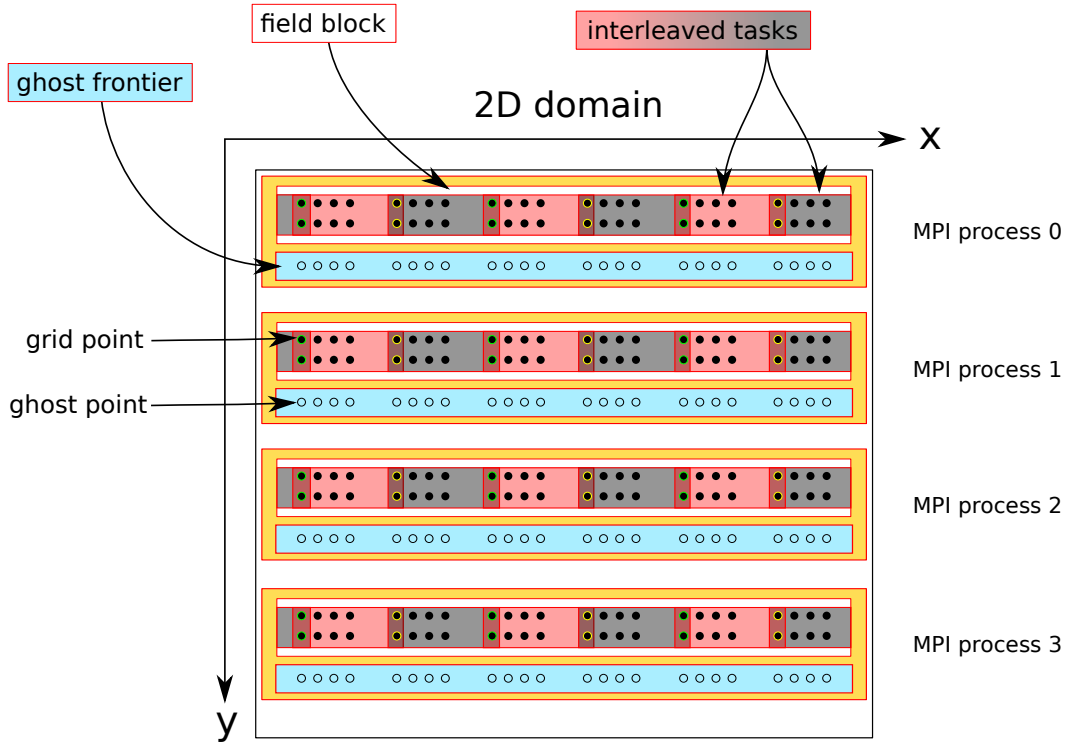 field block
interleaved tasks
ghost frontier
2D domain
x
MPI process 0
grid point
MPI process 1
ghost point
MPI process 2
MPI process 3
y